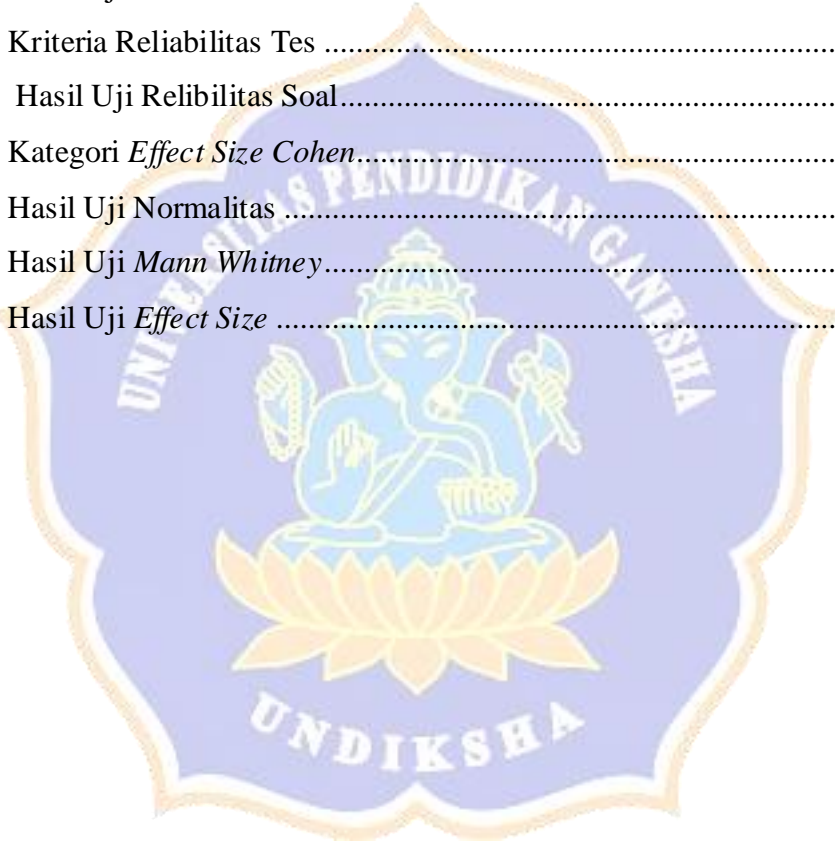 Kriteria Reliabilitas Tes ................................................................
Hasil Uji Relibilitas Soal..............................................................
Kategori Effect Size Cohen............................................................
Hasil Uji Normalitas .....................................................................
Hasil Uji Mann Whitney................................................................
Hasil Uji Effect Size ......................................................................
UNIVERSITAS PENDIDIKAN GANESHA
UNDIKSHA